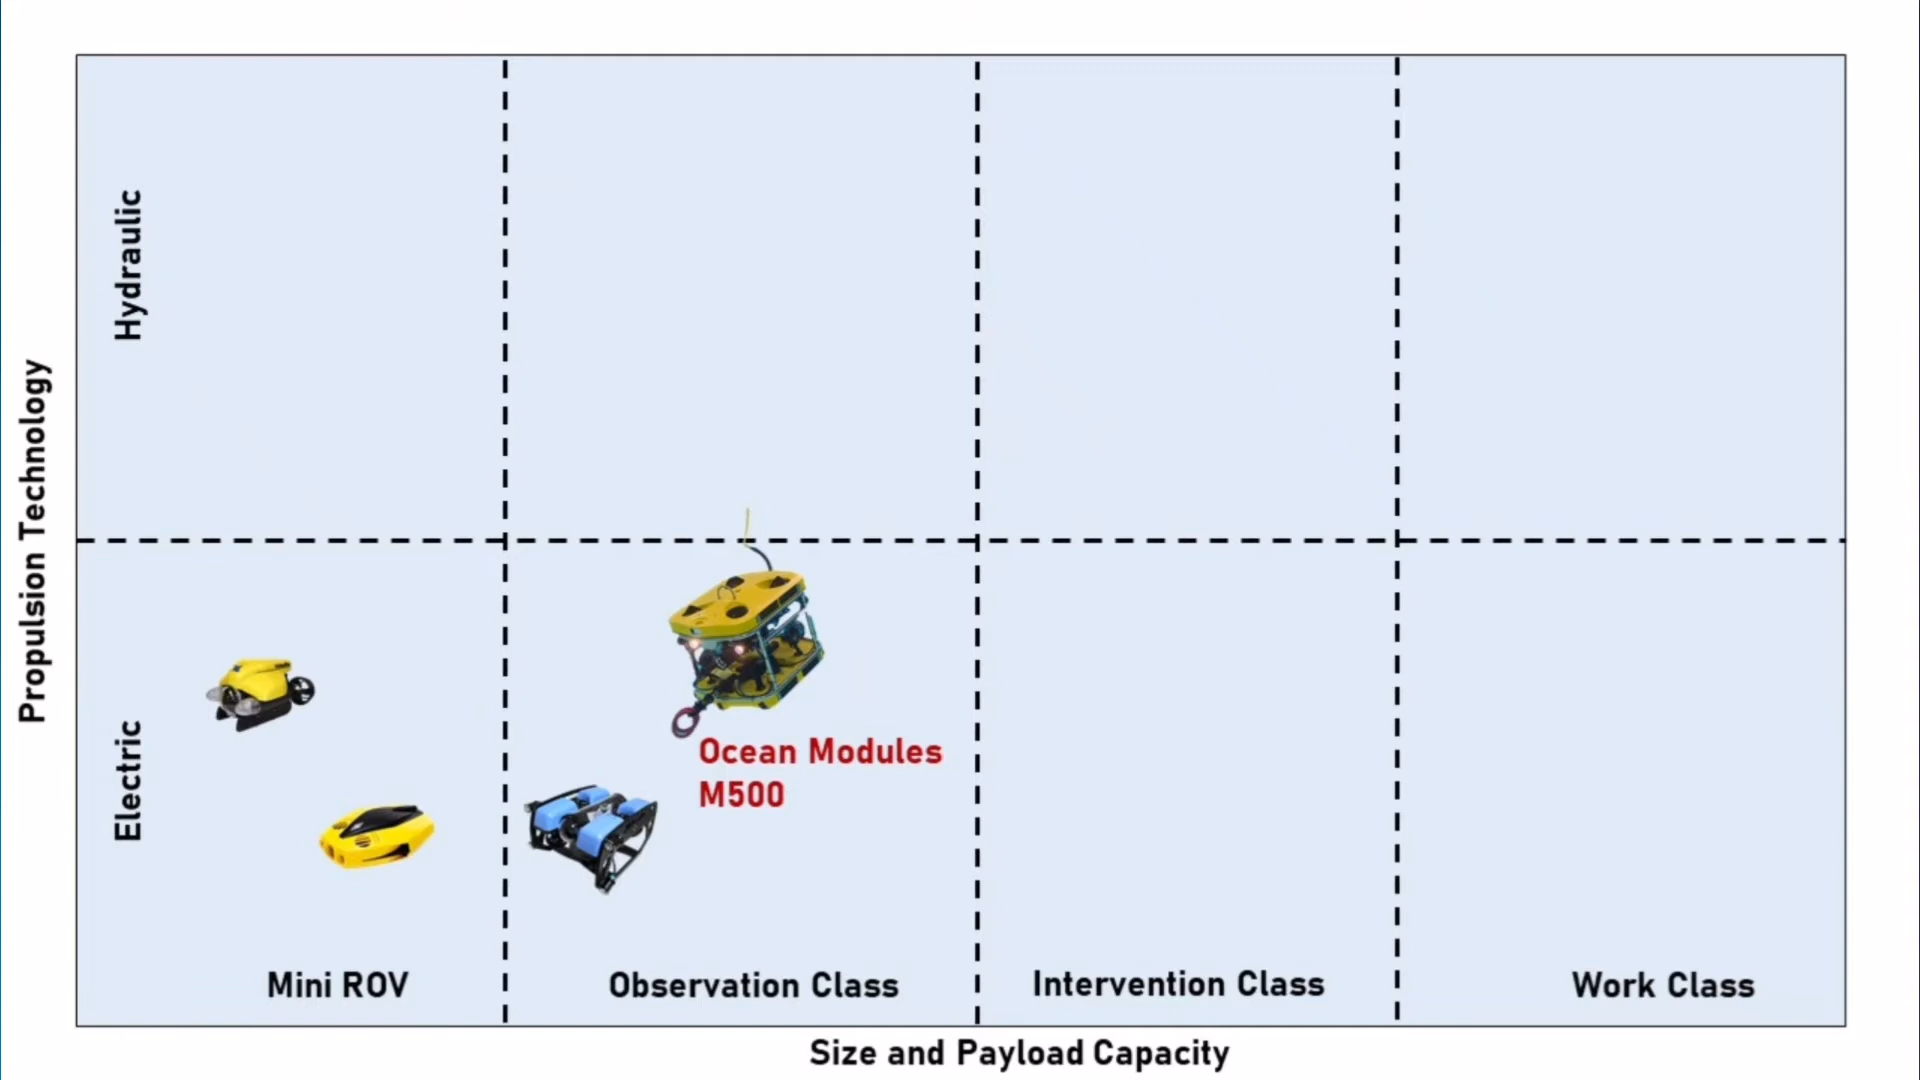 Propulsion Technology
Hydraulic
Electric
Ocean Modules
M500
Mini ROV
Observation Class
Intervention Class
Work Class
Size and Payload Capacity